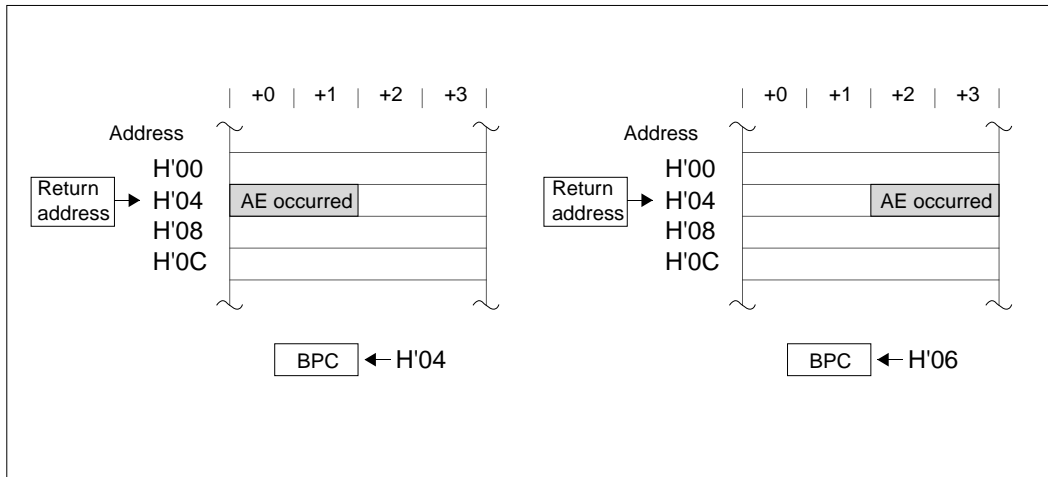 +0 +1 +2 +3
Address
H'00
Return address
H'04 AE occurred
H'08
H'0C
BPC H'04
+0 +1 +2 +3
Address
H'00
Return address
H'04 AE occurred
H'08
H'0C
BPC H'06